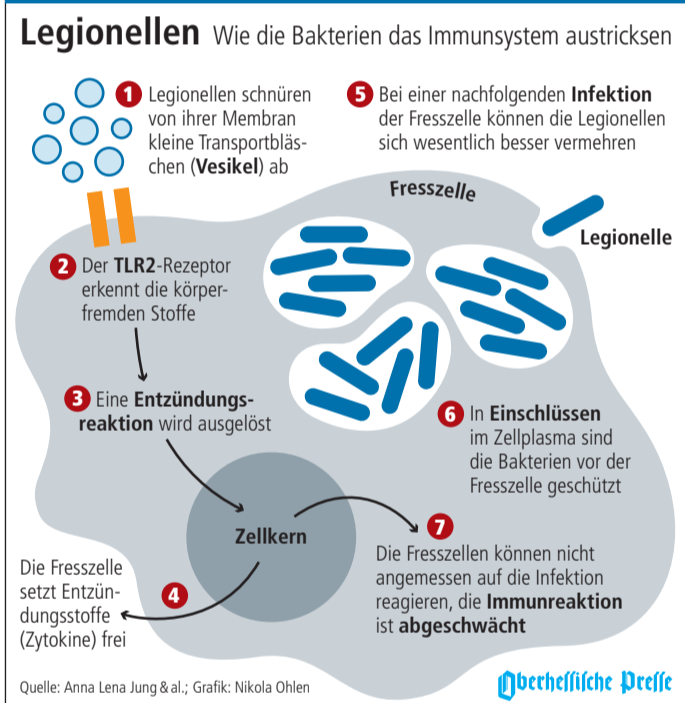 Legionellen Wie die Bakterien das Immunsystem austricksen
1 Legionellen schnüren
von ihrer Membran
kleine Transportbläs-
chen (Vesikel) ab
5 Bei einer nachfolgenden Infektion
der Fresszelle können die Legionellen
sich wesentlich besser vermehren
Fresszelle
Legionelle
2 Der TLR2-Rezeptor
erkennt die körper-
fremden Stoffe
3 Eine Entzündungs-
reaktion wird ausgelöst
6 In Einschlüssen
im Zellplasma sind
die Bakterien vor der
Fresszelle geschützt
Zellkern
7
Die Fresszellen können nicht
angemessen auf die Infektion
reagieren, die Immunreaktion
ist abgeschwächt
4
Die Fresszelle
setzt Entzün-
dungsstoffe
(Zytokine) frei
Quelle: Anna Lena Jung & al.; Grafik: Nikola Ohlen
Oberhessische Presse